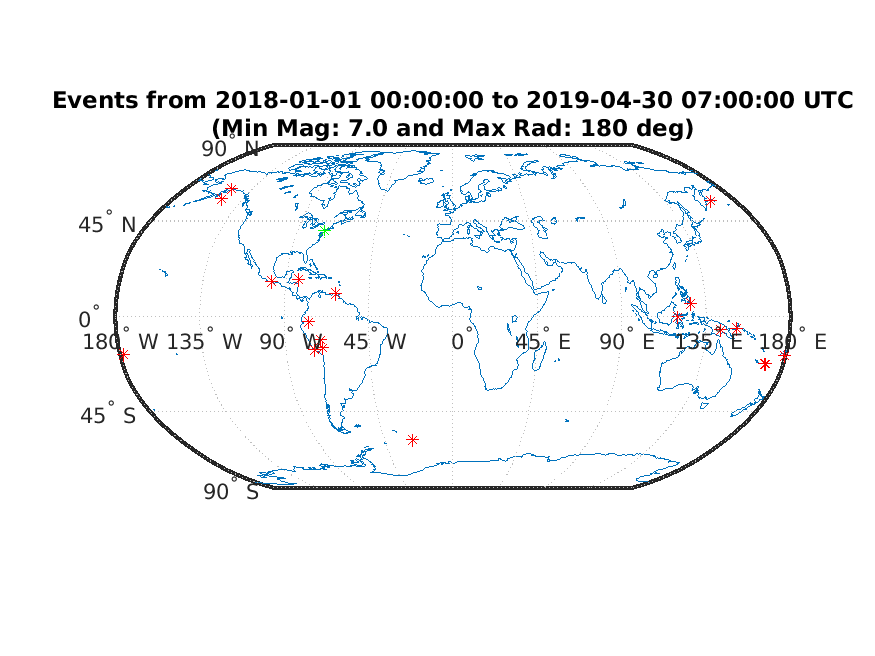 Events from 2018-01-01 00:00:00 to 2019-04-30 07:00:00 UTC
(Min Mag: 7.0 and Max Rad: 180 deg)
90° N
45° N
0°
180° W 135° W 90° W 45° W 0° 45° E 90° E 135° E 180° E
45° S
90° S